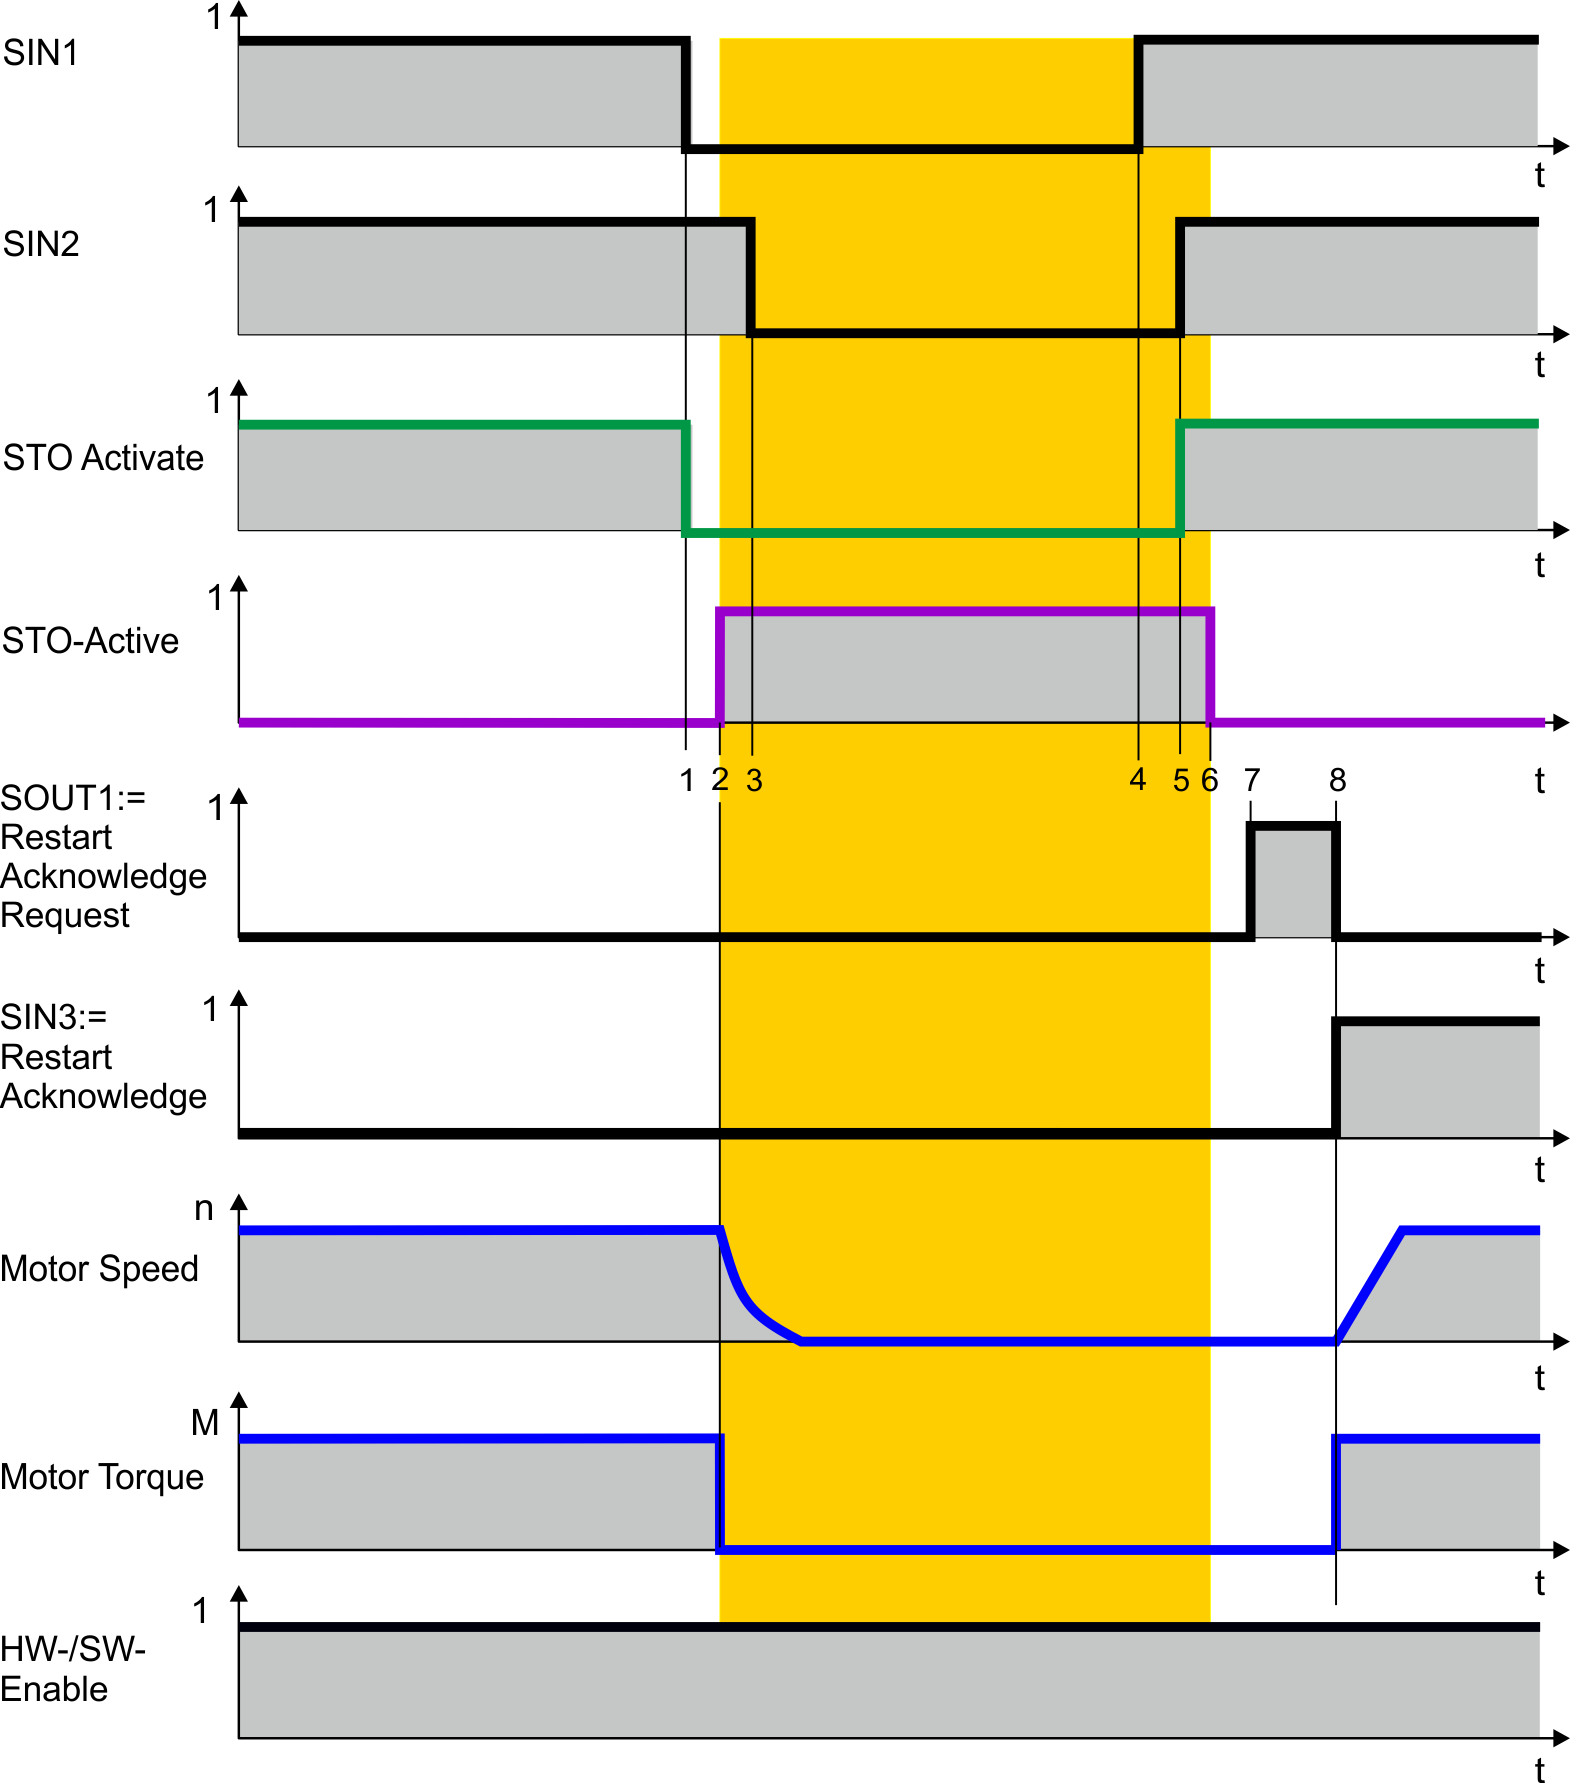 1
SIN1
t
1
SIN2
t
1
STO Activate
t
1
STO-Active
1 2 3 4 5 6 7 8 t
SOUT1:=
1
Restart
Acknowledge
Request
t
1
SIN3:=
Restart
Acknowledge
t
n
Motor Speed
t
M
Motor Torque
t
1
HW-/SW-
Enable
t